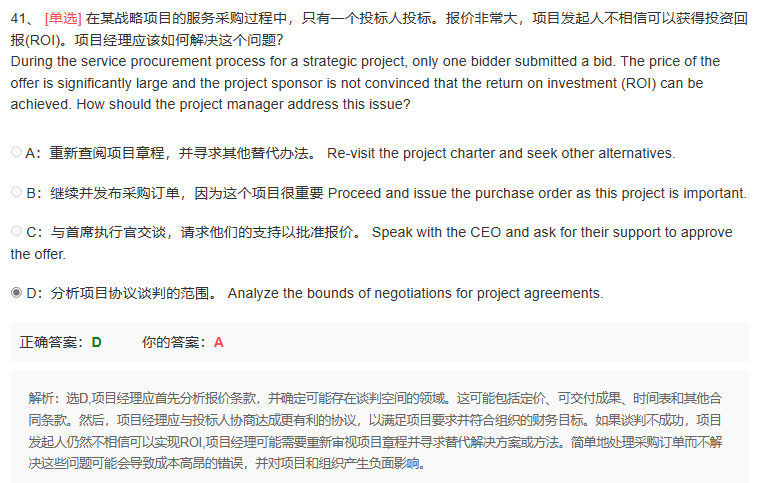 41、 [单选] 在某战略项目的服务采购过程中，只有一个投标人投标。报价非常大，项目发起人不相信可以获得投资回
报(ROI)。项目经理应该如何解决这个问题？
During the service procurement process for a strategic project, only one bidder submitted a bid. The price of the
offer is significantly large and the project sponsor is not convinced that the return on investment (ROI) can be
achieved. How should the project manager address this issue?
A：重新查阅项目章程，并寻求其他替代办法。 Re-visit the project charter and seek other alternatives.
B：继续并发布采购订单，因为这个项目很重要 Proceed and issue the purchase order as this project is important.
C：与首席执行官交谈，请求他们的支持以批准报价。 Speak with the CEO and ask for their support to approve
the offer.
D：分析项目协议谈判的范围。 Analyze the bounds of negotiations for project agreements.
正确答案：D 你的答案：A
解析：选D,项目经理应首先分析报价条款，并确定可能存在谈判空间的领域。这可能包括定价、可交付成果、时间表和其他合
同条款。然后，项目经理应与投标人协商达成更有利的协议，以满足项目要求并符合组织的财务目标。如果谈判不成功，项目
发起人仍然不相信可以实现ROI,项目经理可能需要重新审视项目章程并寻求替代解决方案或方法。简单地处理采购订单而不解
决这些问题可能会导致成本高昂的错误，并对项目和组织产生负面影响。